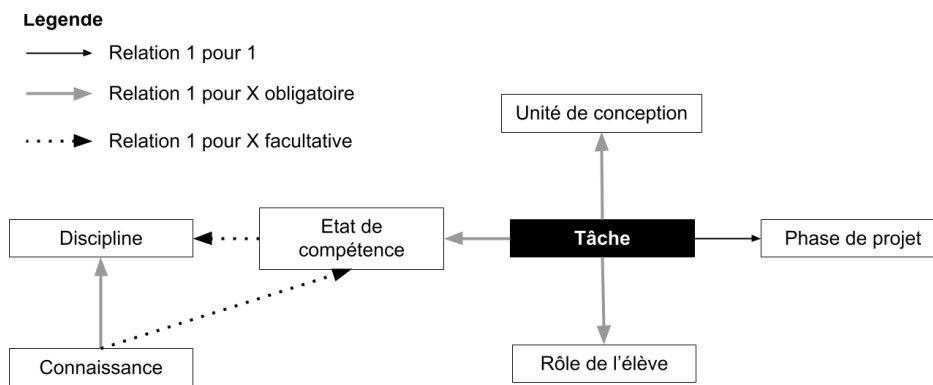 Légende
Relation 1 pour 1
Relation 1 pour X obligatoire
Relation 1 pour X facultative
Unité de conception
Discipline
Etat de
compétence
Tâche
Phase de projet
Connaissance
Rôle de l'élève